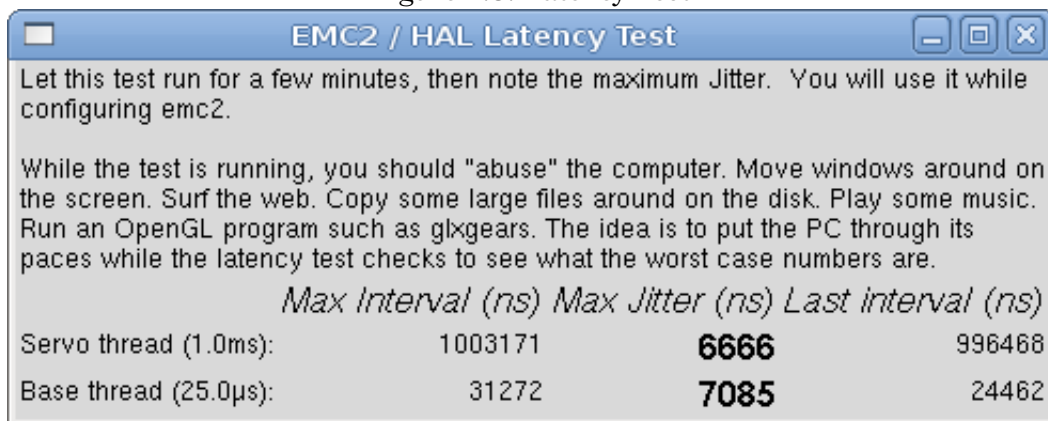 EMC2 / HAL Latency Test
Let this test run for a few minutes, then note the maximum Jitter.  You will use it while
configuring emc2.
While the test is running, you should "abuse" the computer. Move windows around on
the screen. Surf the web. Copy some large files around on the disk. Play some music.
Run an OpenGL program such as glxgears. The idea is to put the PC through its
paces while the latency test checks to see what the worst case numbers are.
Max Interval (ns) Max Jitter (ns) Last interval (ns)
Servo thread (1.0ms): 1003171 6666 996468
Base thread (25.0µs): 31272 7085 24462